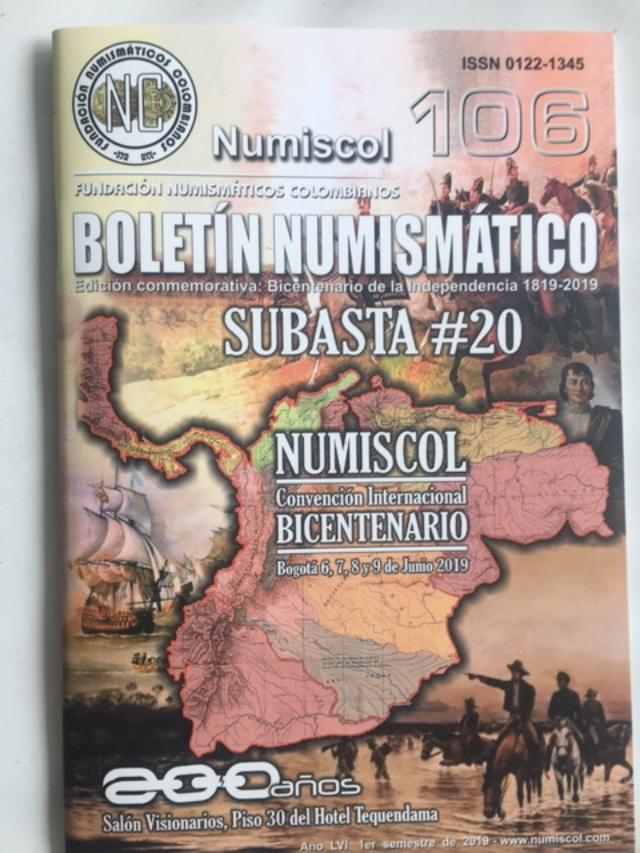 FUNDACIÓN NUMISMÁTICOS COLOMBIANOS
NC
ISSN 0122-1345
Numiscol 106
FUNDACIÓN NUMISMÁTICOS COLOMBIANOS
BOLETÍN NUMISMÁTICO
Edición conmemorativa: Bicentenario de la Independencia 1819-2019
SUBASTA #20
NUMISCOL
Convención Internacional
BICENTENARIO
Bogotá 6, 7, 8 y 9 de Junio 2019
200 años
Salón Visionarios, Piso 30 del Hotel Tequendama
Año LVI 1er semestre de 2019 - www.numiscol.com